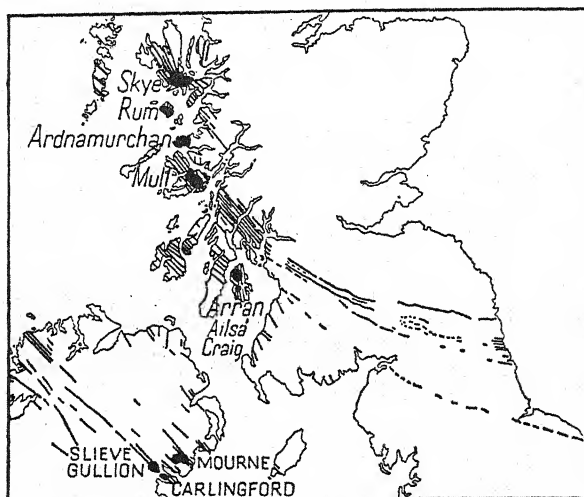 Skye
Rum
Ardnamurchan
Mull
Arran
Ailsa
Craig
SLIEVE
GULLION
MOURNE
CARLINGFORD